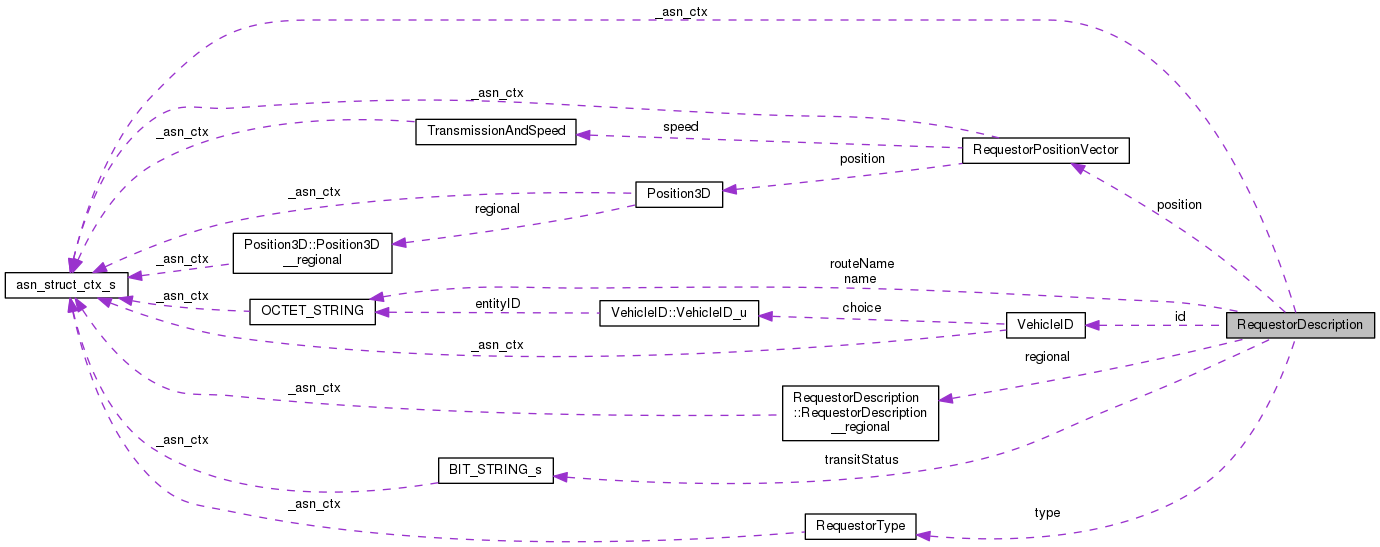 _asn_ctx
_asn_ctx
_asn_ctx
TransmissionAndSpeed
speed
RequestorPositionVector
position
_asn_ctx
Position3D
position
regional
Position3D::Position3D
__regional
_asn_ctx
asn_struct_ctx_s
routeName
name
_asn_ctx
OCTET_STRING
entityID
VehicleID::VehicleID_u
choice
VehicleID
id
RequestorDescription
_asn_ctx
regional
_asn_ctx
RequestorDescription
::RequestorDescription
__regional
_asn_ctx
BIT_STRING_s
transitStatus
_asn_ctx
RequestorType
type